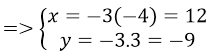 => { x = −3(−4) = 12
y = −3.3 = −9